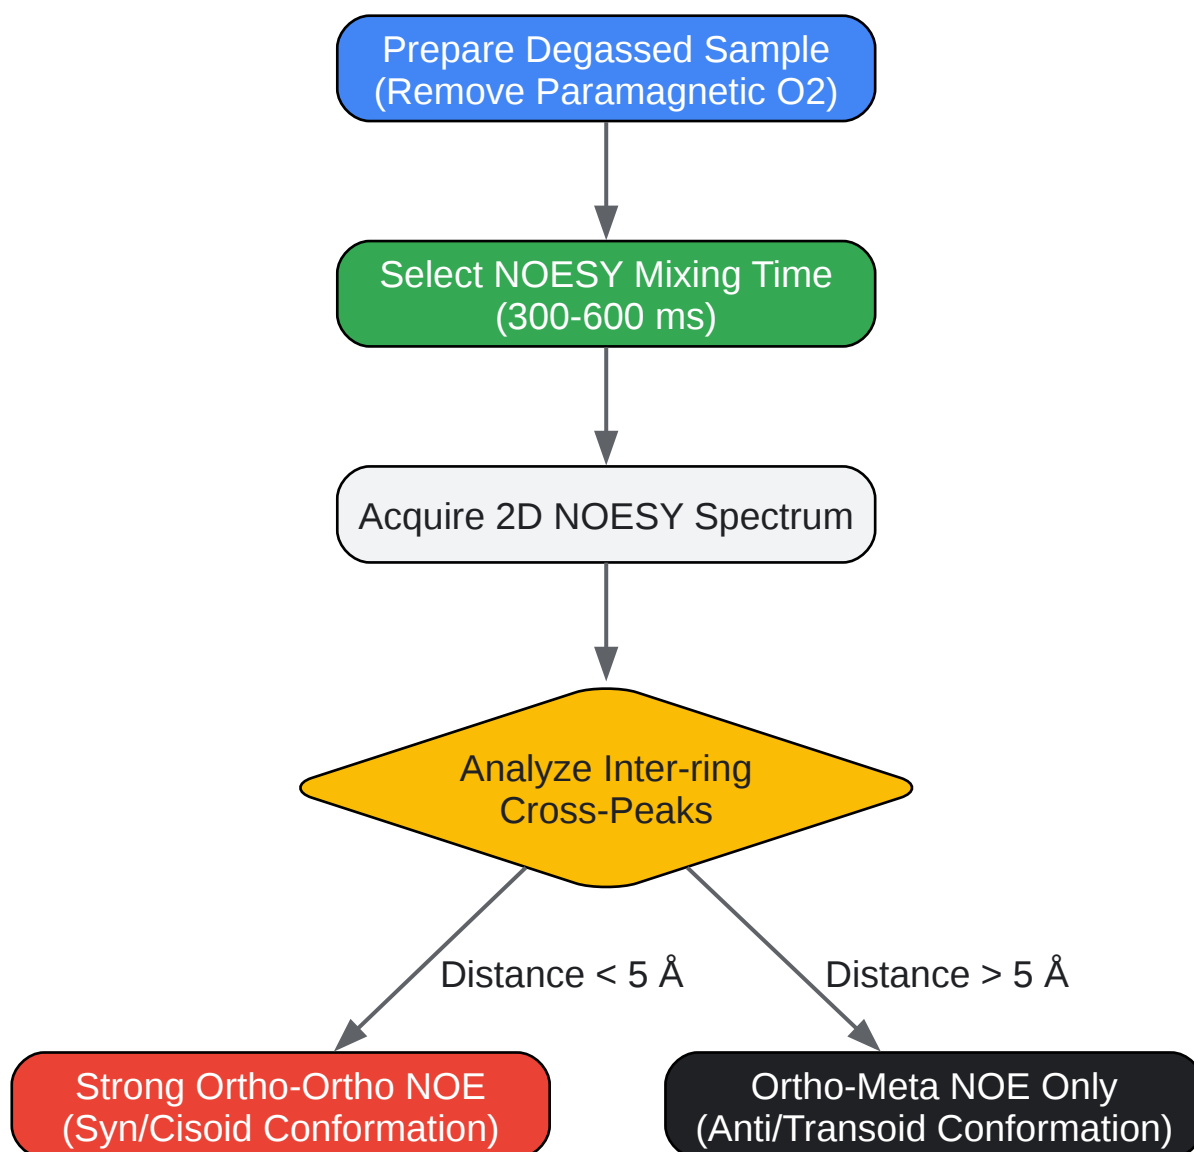 Prepare Degassed Sample
(Remove Paramagnetic O2)
Select NOESY Mixing Time
(300-600 ms)
Acquire 2D NOESY Spectrum
Analyze Inter-ring
Cross-Peaks
Distance < 5 Å
Distance > 5 Å
Strong Ortho-Ortho NOE
(Syn/Cisoid Conformation)
Ortho-Meta NOE Only
(Anti/Transoid Conformation)